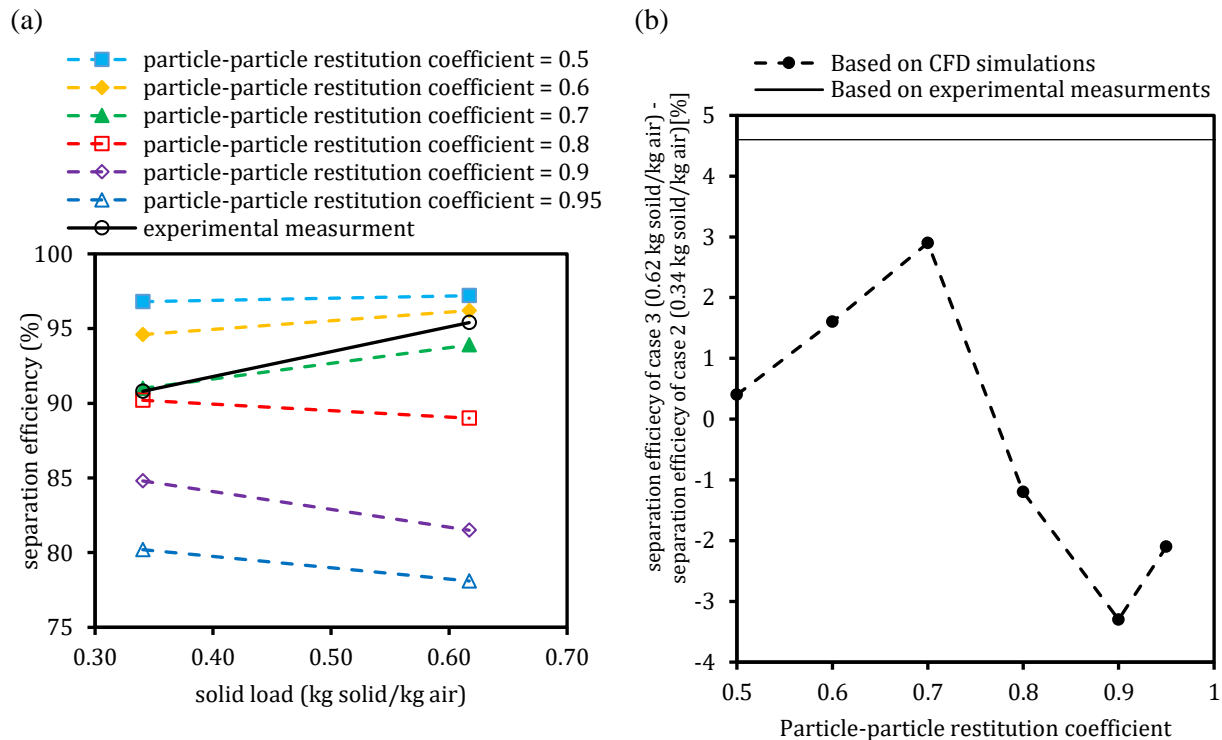 (a)
particle-particle restitution coefficient = 0.5
particle-particle restitution coefficient = 0.6
particle-particle restitution coefficient = 0.7
particle-particle restitution coefficient = 0.8
particle-particle restitution coefficient = 0.9
particle-particle restitution coefficient = 0.95
experimental measurment
separation efficiency (%)
100
95
90
85
80
75
0.30
0.40
0.50
0.60
0.70
solid load (kg solid/kg air)
(b)
Based on CFD simulations
Based on experimental measurments
separation efficiecy of case 3 (0.62 kg soild/kg air) -
separation efficiecy of case 2 (0.34 kg soild/kg air)[%]
5
4
3
2
1
0
-1
-2
-3
-4
0.5
0.6
0.7
0.8
0.9
1
Particle-particle restitution coefficient